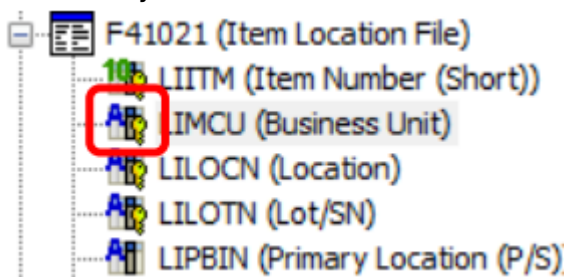 F41021 (Item Location File)
10 LIITM (Item Number (Short))
A LIMCU (Business Unit)
A LILOCN (Location)
A LILOTN (Lot/SN)
A LIPBIN (Primary Location (P/S)